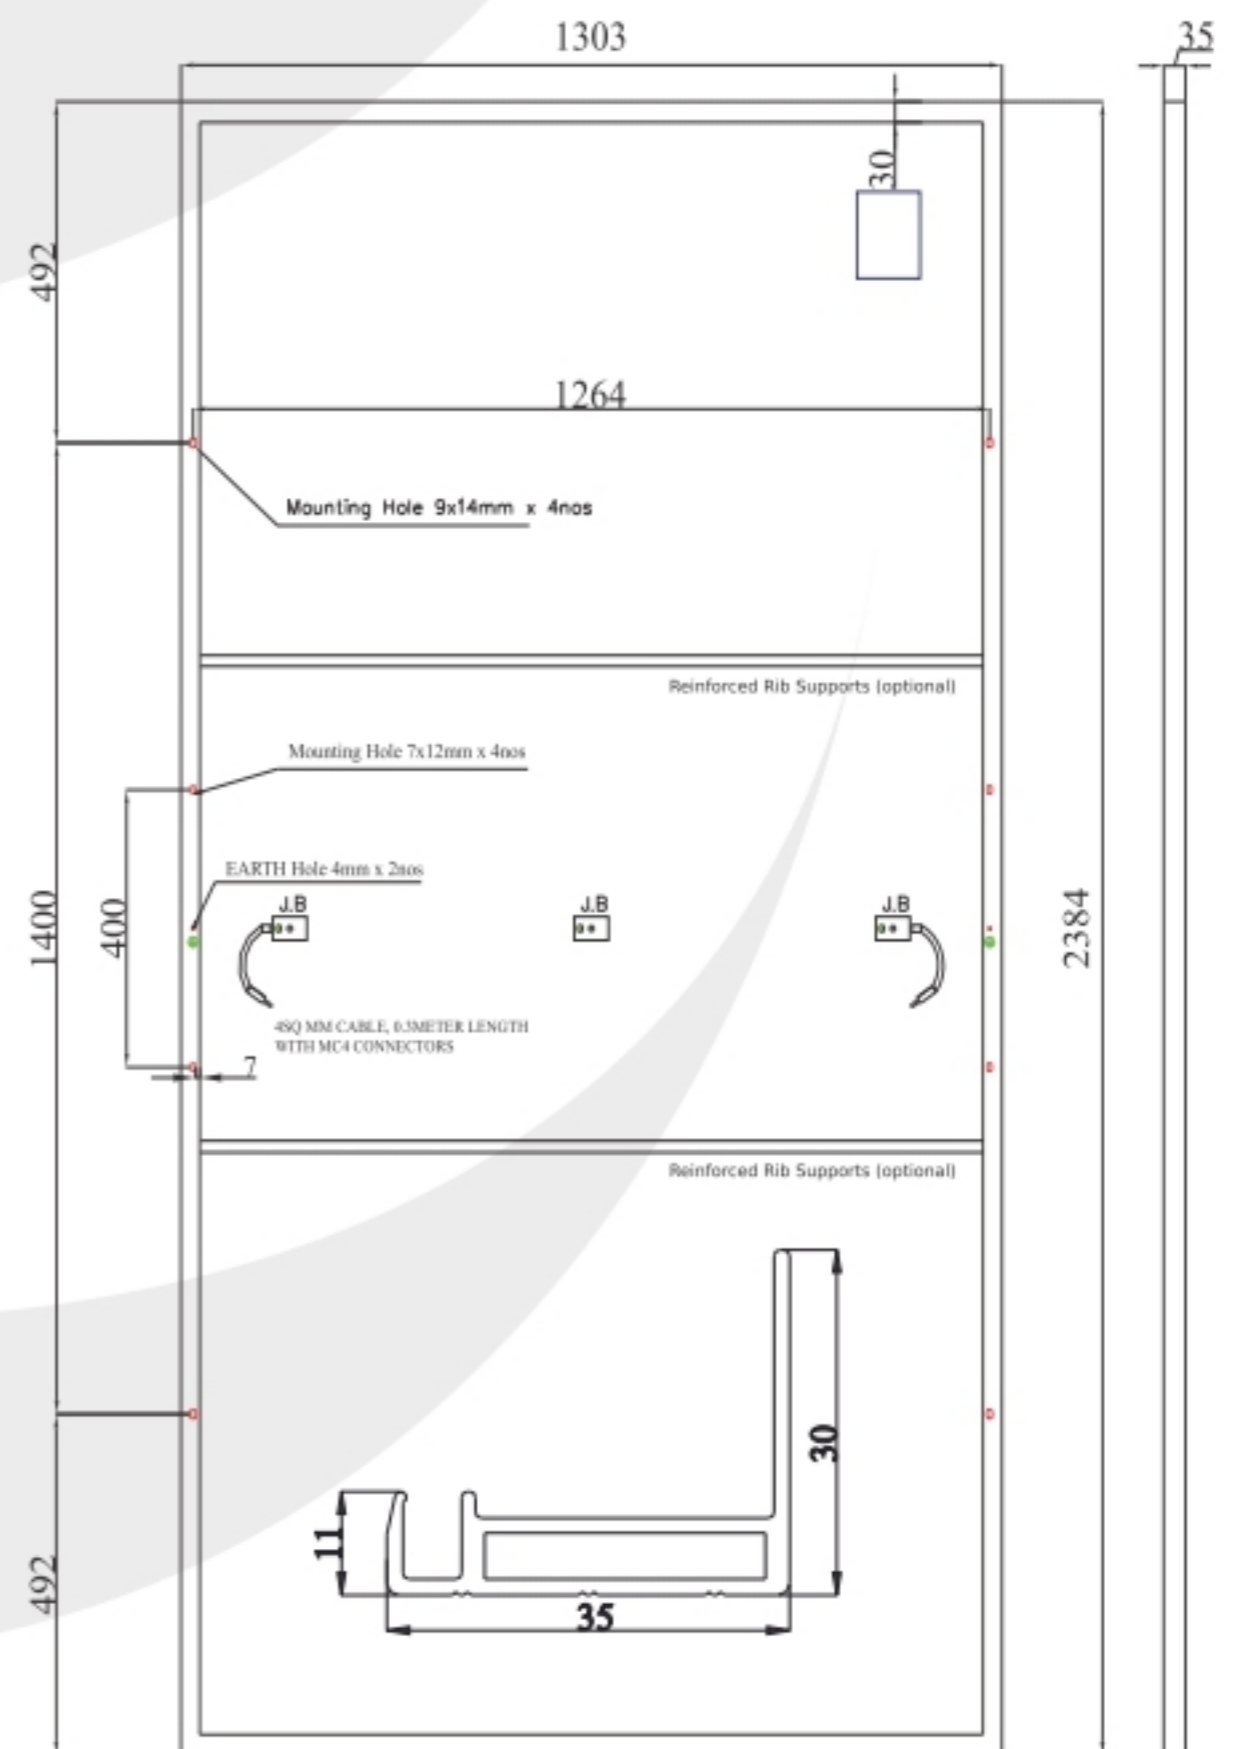 1303
35
30
492
1264
Mounting Hole 9x14mm x 4nos
Reinforced Rib Supports (optional)
Mounting Hole 7x12mm x 4nos
EARTH Hole 4mm x 2nos
J.B
J.B
J.B
1400
400
2384
4SQ MM CABLE, 0.3METER LENGTH
WITH MC4 CONNECTORS
7
Reinforced Rib Supports (optional)
30
11
35
492